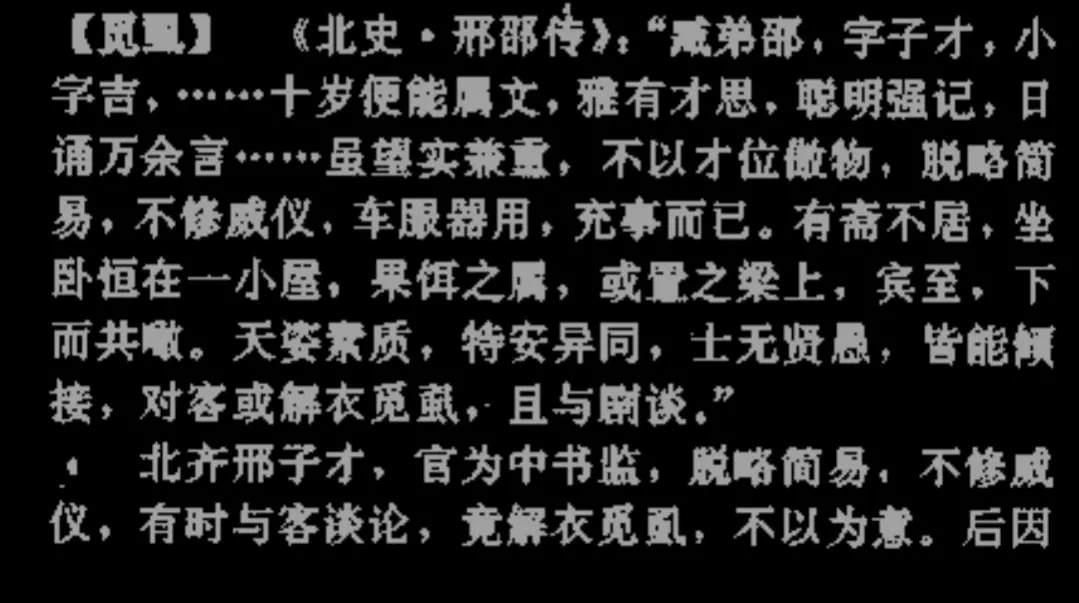 【觅虱】 《北史·邢邵传》：“臧弟邵，字子才，小
字吉，……十岁便能属文，雅有才思，聪明强记，日
诵万余言……虽望实兼重，不以才位傲物，脱略简
易，不修威仪，车服器用，充事而已。有斋不居，坐
卧恒在一小屋，果饵之属，或置之梁上，宾至，下
而共噉。天姿素质，特安异同，士无贤愚，皆能倾
接，对客或解衣觅虱，且与剧谈。”
北齐邢子才，官为中书监，脱略简易，不修威
仪，有时与客谈论，竟解衣觅虱，不以为意。后因